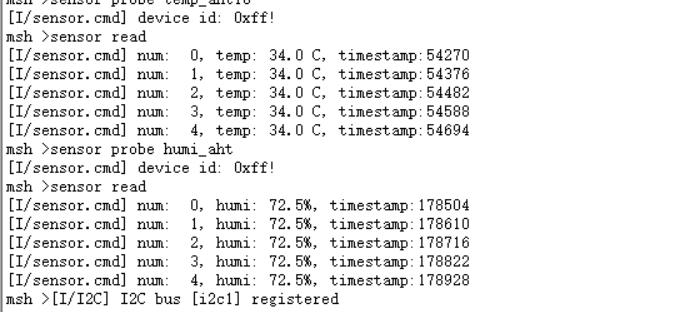 msh >sensor probe temp_aht10
[I/sensor.cmd] device id: 0xff!
msh >sensor read
[I/sensor.cmd] num:   0, temp: 34.0 C, timestamp:54270
[I/sensor.cmd] num:   1, temp: 34.0 C, timestamp:54376
[I/sensor.cmd] num:   2, temp: 34.0 C, timestamp:54482
[I/sensor.cmd] num:   3, temp: 34.0 C, timestamp:54588
[I/sensor.cmd] num:   4, temp: 34.0 C, timestamp:54694
msh >sensor probe humi_aht
[I/sensor.cmd] device id: 0xff!
msh >sensor read
[I/sensor.cmd] num:   0, humi: 72.5%, timestamp:178504
[I/sensor.cmd] num:   1, humi: 72.5%, timestamp:178610
[I/sensor.cmd] num:   2, humi: 72.5%, timestamp:178716
[I/sensor.cmd] num:   3, humi: 72.5%, timestamp:178822
[I/sensor.cmd] num:   4, humi: 72.5%, timestamp:178928
msh >[I/I2C] I2C bus [i2c1] registered